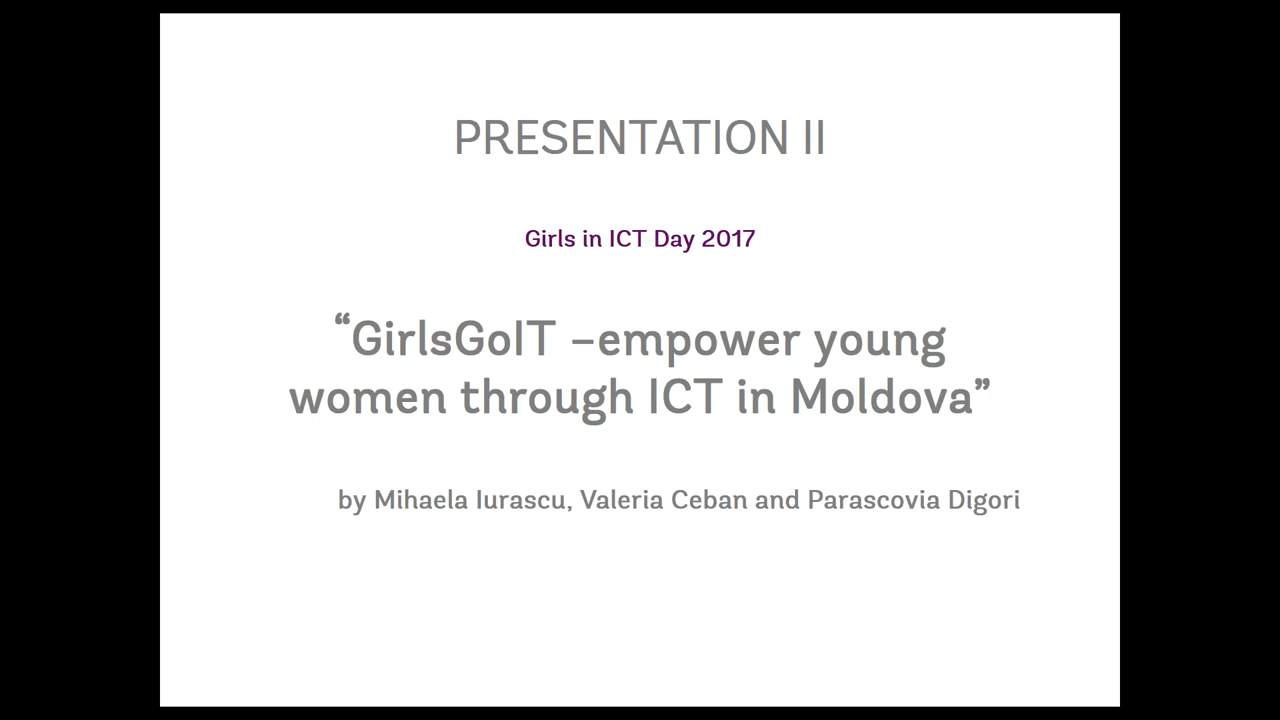 PRESENTATION II
Girls in ICT Day 2017
“GirlsGoIT –empower young
women through ICT in Moldova”
by Mihaela Iurascu, Valeria Ceban and Parascovia Digori